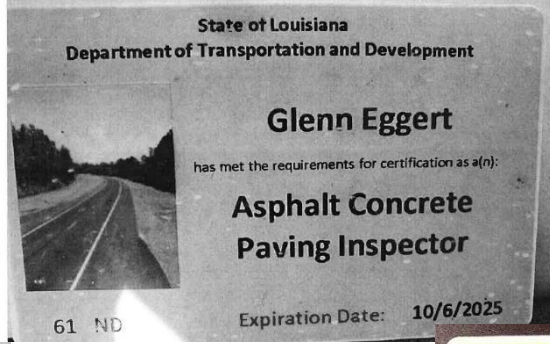 State of Louisiana
Department of Transportation and Development
Glenn Eggert
has met the requirements for certification as a(n):
Asphalt Concrete
Paving Inspector
61 ND
Expiration Date: 10/6/2025